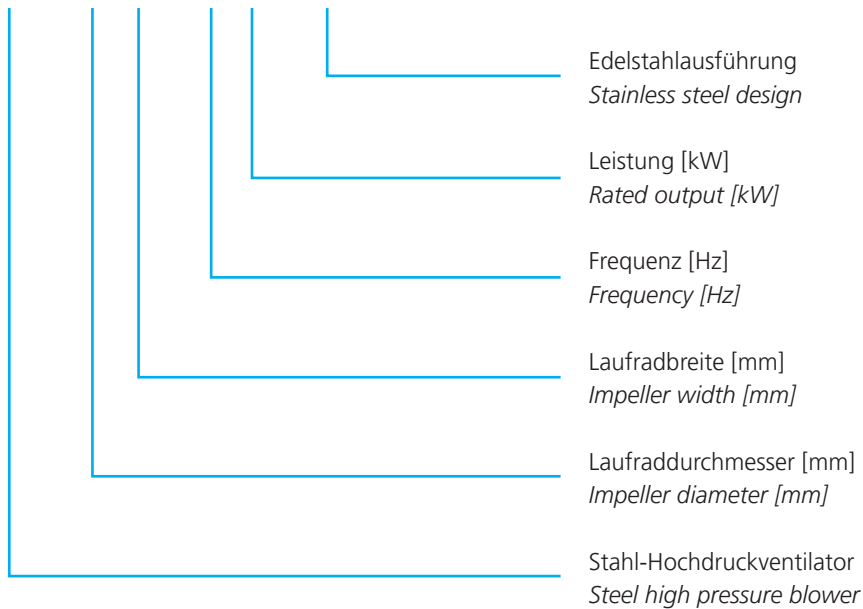 Edelstahlausführung
Stainless steel design
Leistung [kW]
Rated output [kW]
Frequenz [Hz]
Frequency [Hz]
Laufradbreite [mm]
Impeller width [mm]
Laufraddurchmesser [mm]
Impeller diameter [mm]
Stahl-Hochdruckventilator
Steel high pressure blower